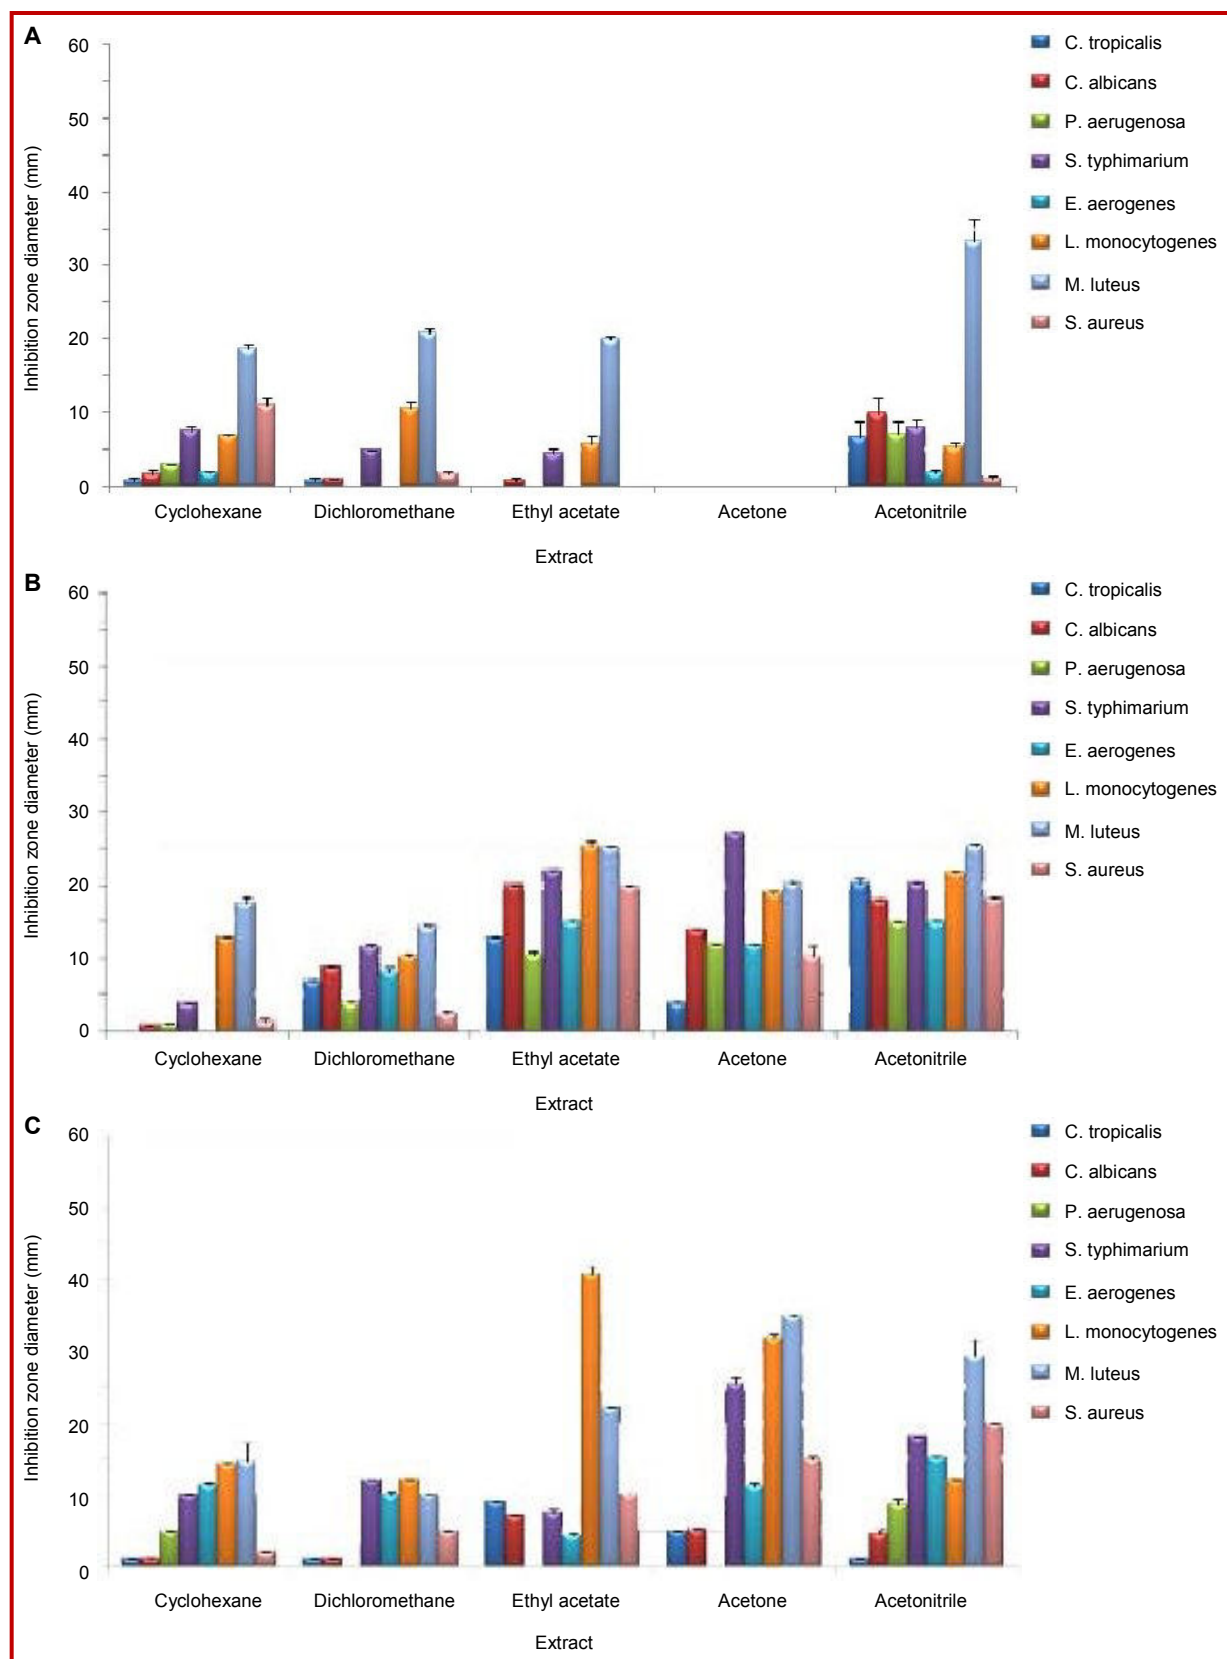 A
60
50
40
30
20
10
0
Inhibition zone diameter (mm)
Cyclohexane Dichloromethane Ethyl acetate Acetone Acetonitrile
Extract
C. tropicalis
C. albicans
P. aerugenosa
S. typhimarium
E. aerogenes
L. monocytogenes
M. luteus
S. aureus
B
60
50
40
30
20
10
0
Inhibition zone diameter (mm)
Cyclohexane Dichloromethane Ethyl acetate Acetone Acetonitrile
Extract
C. tropicalis
C. albicans
P. aerugenosa
S. typhimarium
E. aerogenes
L. monocytogenes
M. luteus
S. aureus
C
60
50
40
30
20
10
0
Inhibition zone diameter (mm)
Cyclohexane Dichloromethane Ethyl acetate Acetone Acetonitrile
Extract
C. tropicalis
C. albicans
P. aerugenosa
S. typhimarium
E. aerogenes
L. monocytogenes
M. luteus
S. aureus